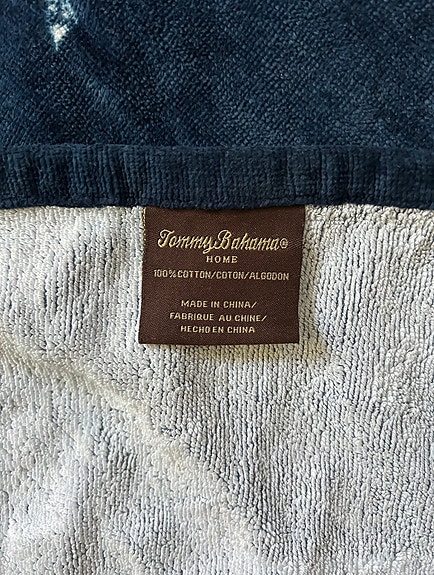 Tommy Bahama®
HOME
100% COTTON/COTON/ALGODON
MADE IN CHINA/
FABRIQUE AU CHINE/
HECHO EN CHINA